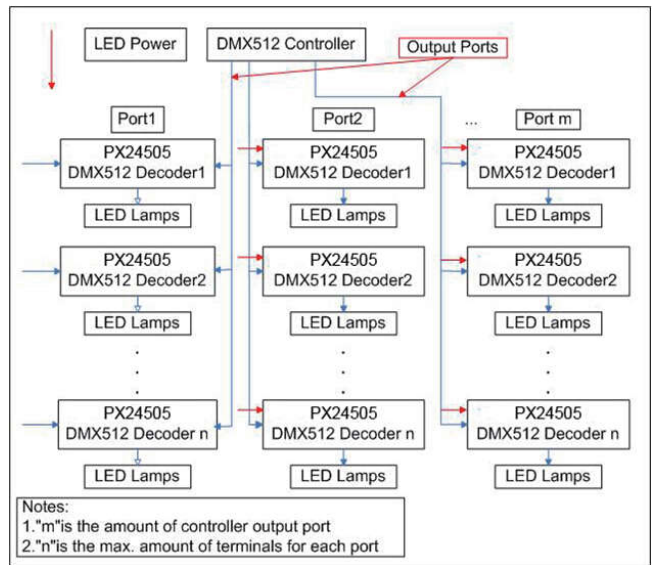 LED Power
DMX512 Controller
Output Ports
Port1
Port2
...
Port m
PX24505
DMX512 Decoder1
PX24505
DMX512 Decoder1
PX24505
DMX512 Decoder1
LED Lamps
LED Lamps
LED Lamps
PX24505
DMX512 Decoder2
PX24505
DMX512 Decoder2
PX24505
DMX512 Decoder2
LED Lamps
LED Lamps
LED Lamps
PX24505
DMX512 Decoder n
PX24505
DMX512 Decoder n
PX24505
DMX512 Decoder n
LED Lamps
LED Lamps
LED Lamps
Notes:
1."m"is the amount of controller output port
2."n"is the max. amount of terminals for each port